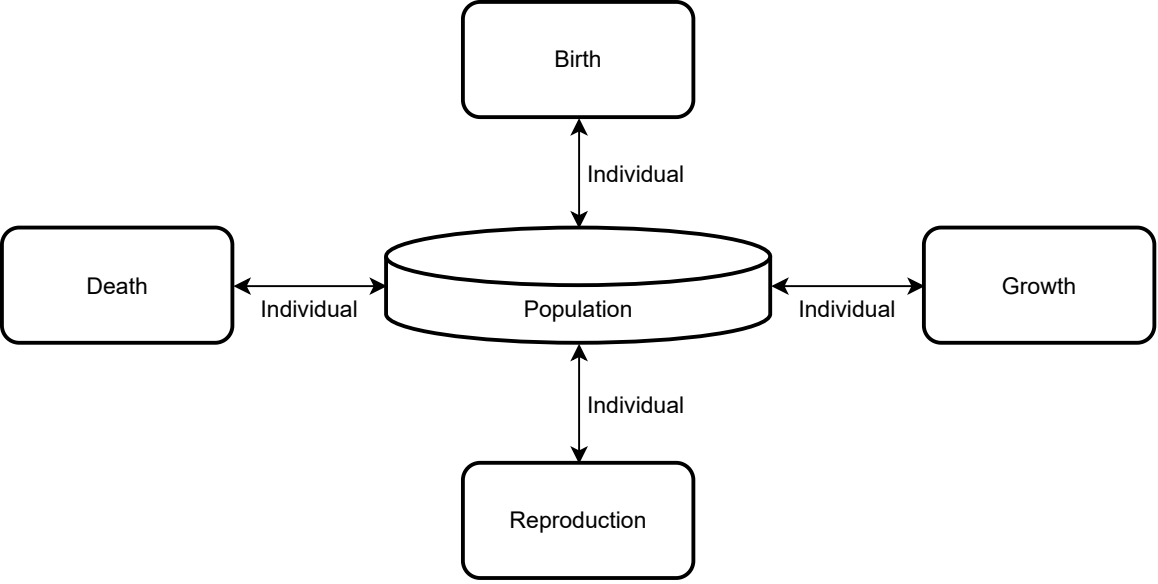 Birth
Individual
Death
Individual
Population
Individual
Growth
Individual
Reproduction